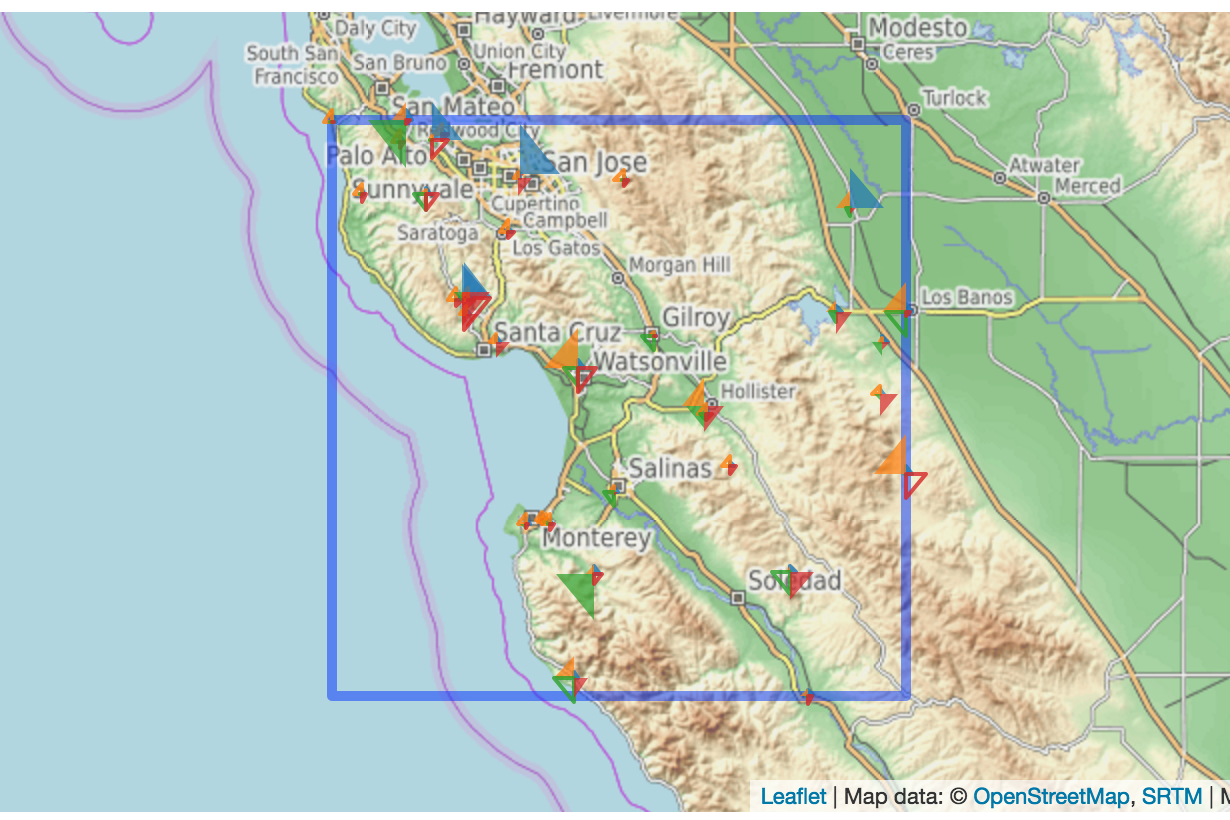 Hayward
Livermore
Daly City
Modesto
South San
Francisco
San Bruno
Union City
Ceres
Fremont
San Mateo
Turlock
Redwood City
Palo Alto
San Jose
Atwater
Merced
Sunnyvale
Cupertino
Campbell
Saratoga
Los Gatos
Morgan Hill
Los Banos
Gilroy
Santa Cruz
Watsonville
Hollister
Salinas
Monterey
Soledad
Leaflet | Map data: © OpenStreetMap, SRTM | M